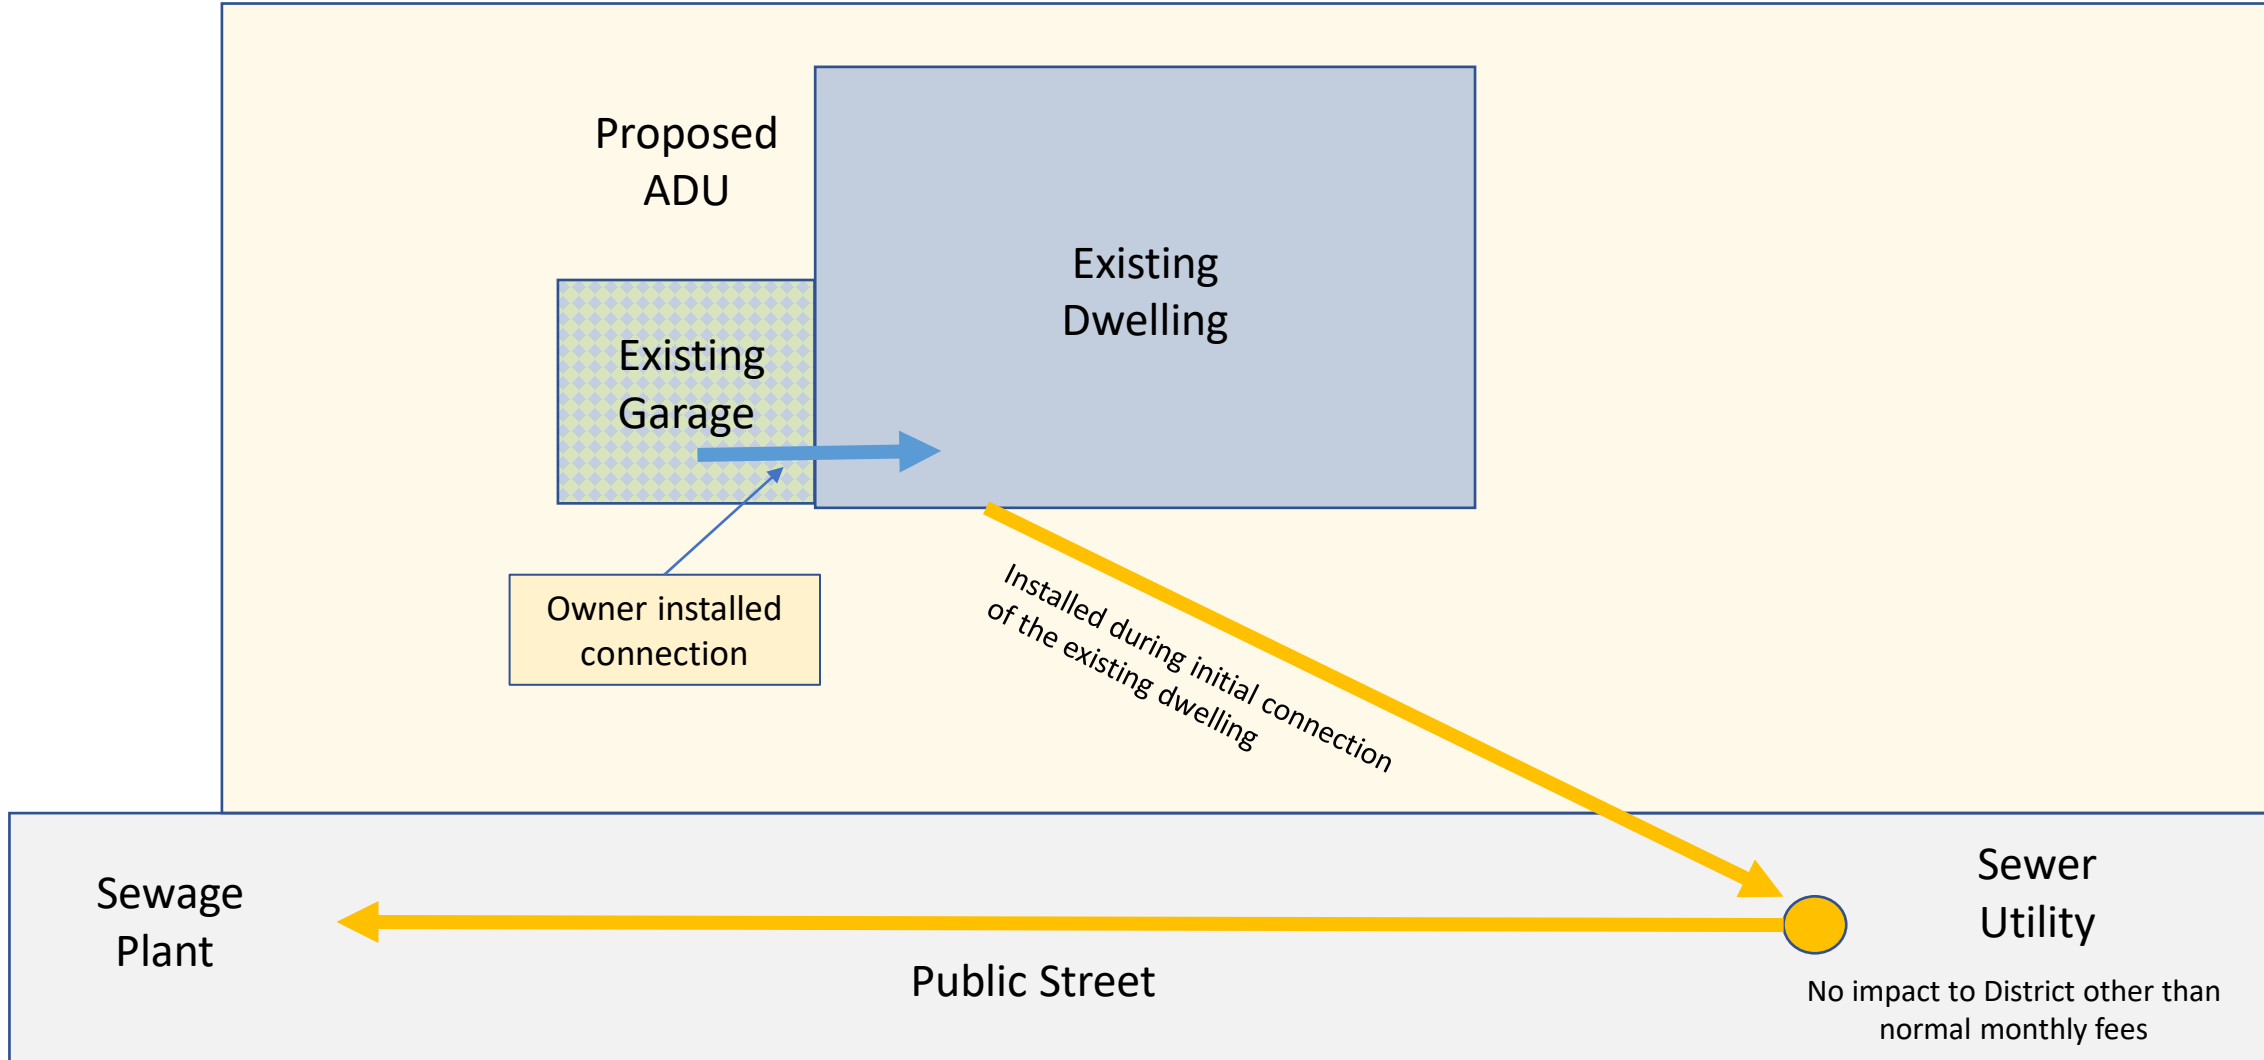 Proposed
ADU
Existing
Dwelling
Existing
Garage
Owner installed
connection
Installed during initial connection
of the existing dwelling
Sewage
Plant
Public Street
Sewer
Utility
No impact to District other than
normal monthly fees